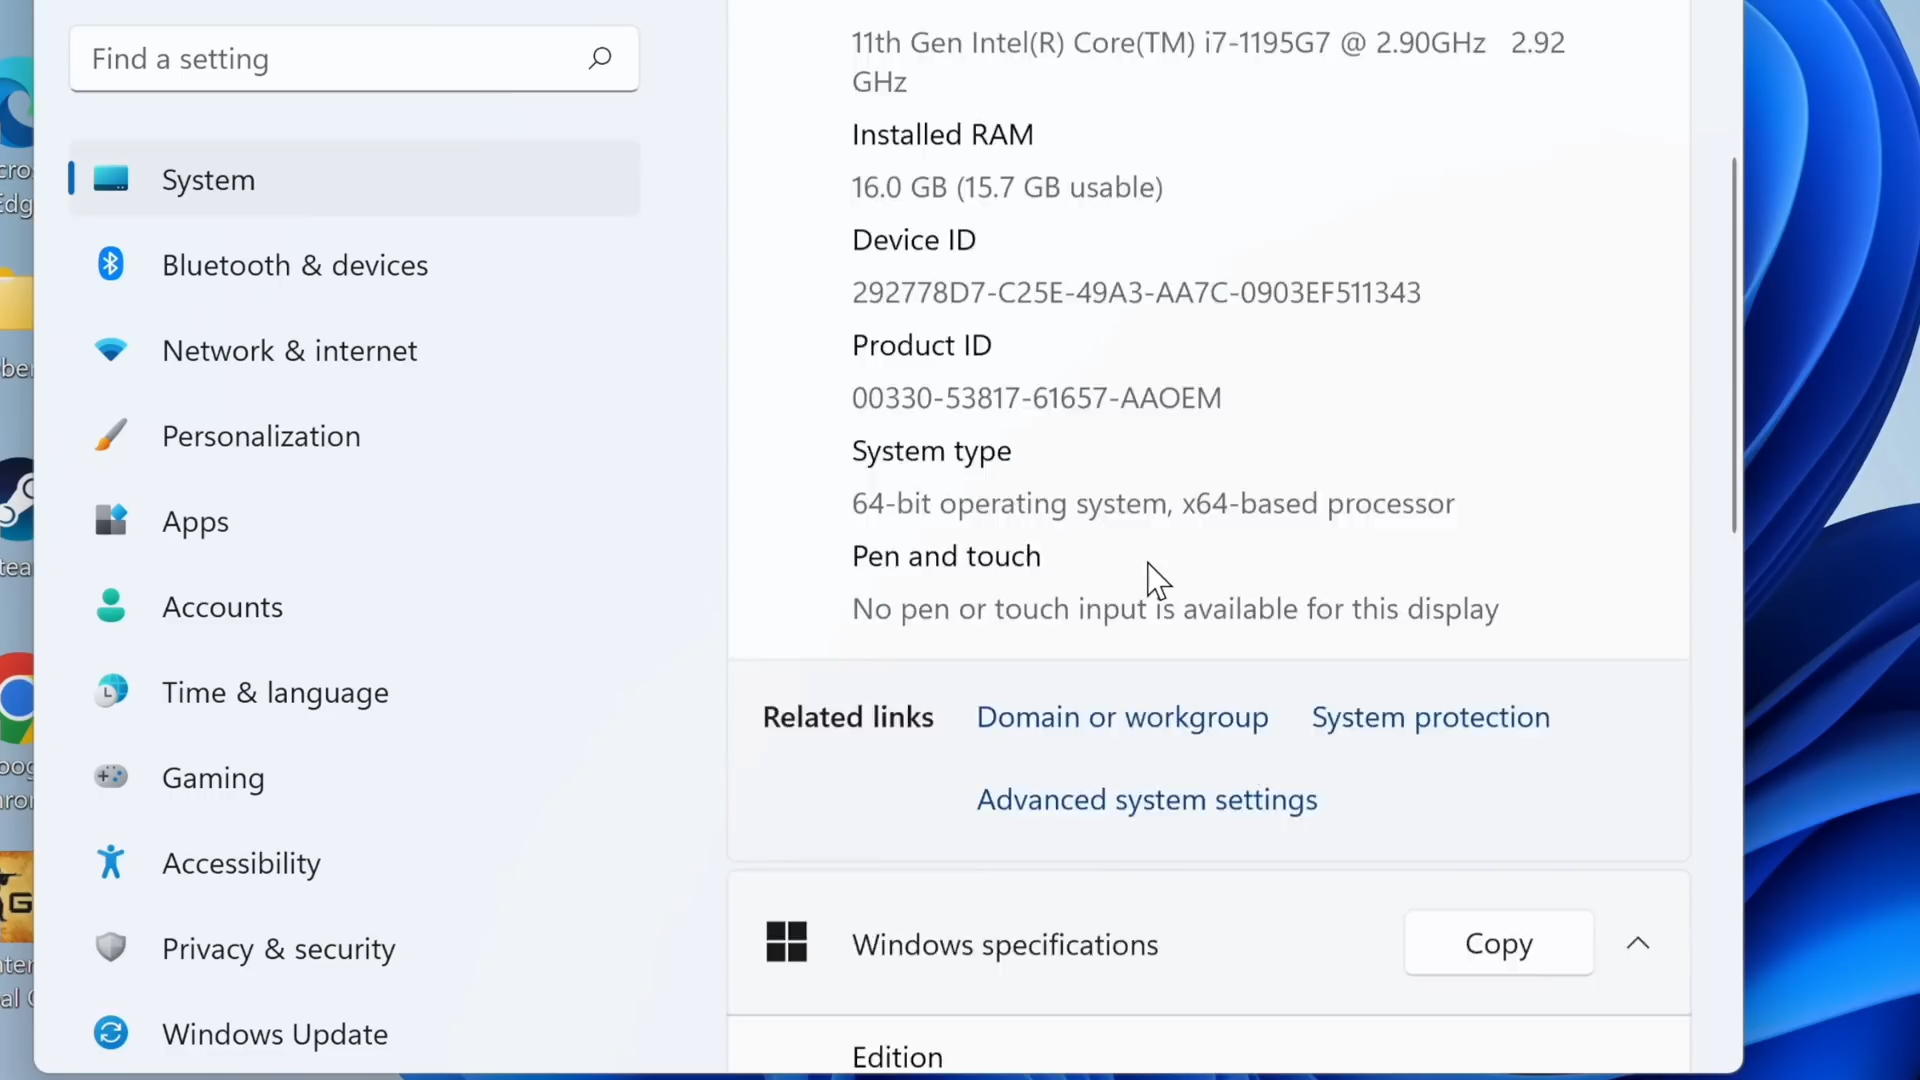 Find a setting
System
Bluetooth & devices
Network & internet
Personalization
Apps
Accounts
Time & language
Gaming
Accessibility
Privacy & security
Windows Update
11th Gen Intel(R) Core(TM) i7-1195G7 @ 2.90GHz 2.92
GHz
Installed RAM
16.0 GB (15.7 GB usable)
Device ID
292778D7-C25E-49A3-AA7C-0903EF511343
Product ID
00330-53817-61657-AAOEM
System type
64-bit operating system, x64-based processor
Pen and touch
No pen or touch input is available for this display
Related links Domain or workgroup System protection
Advanced system settings
Windows specifications Copy
Edition